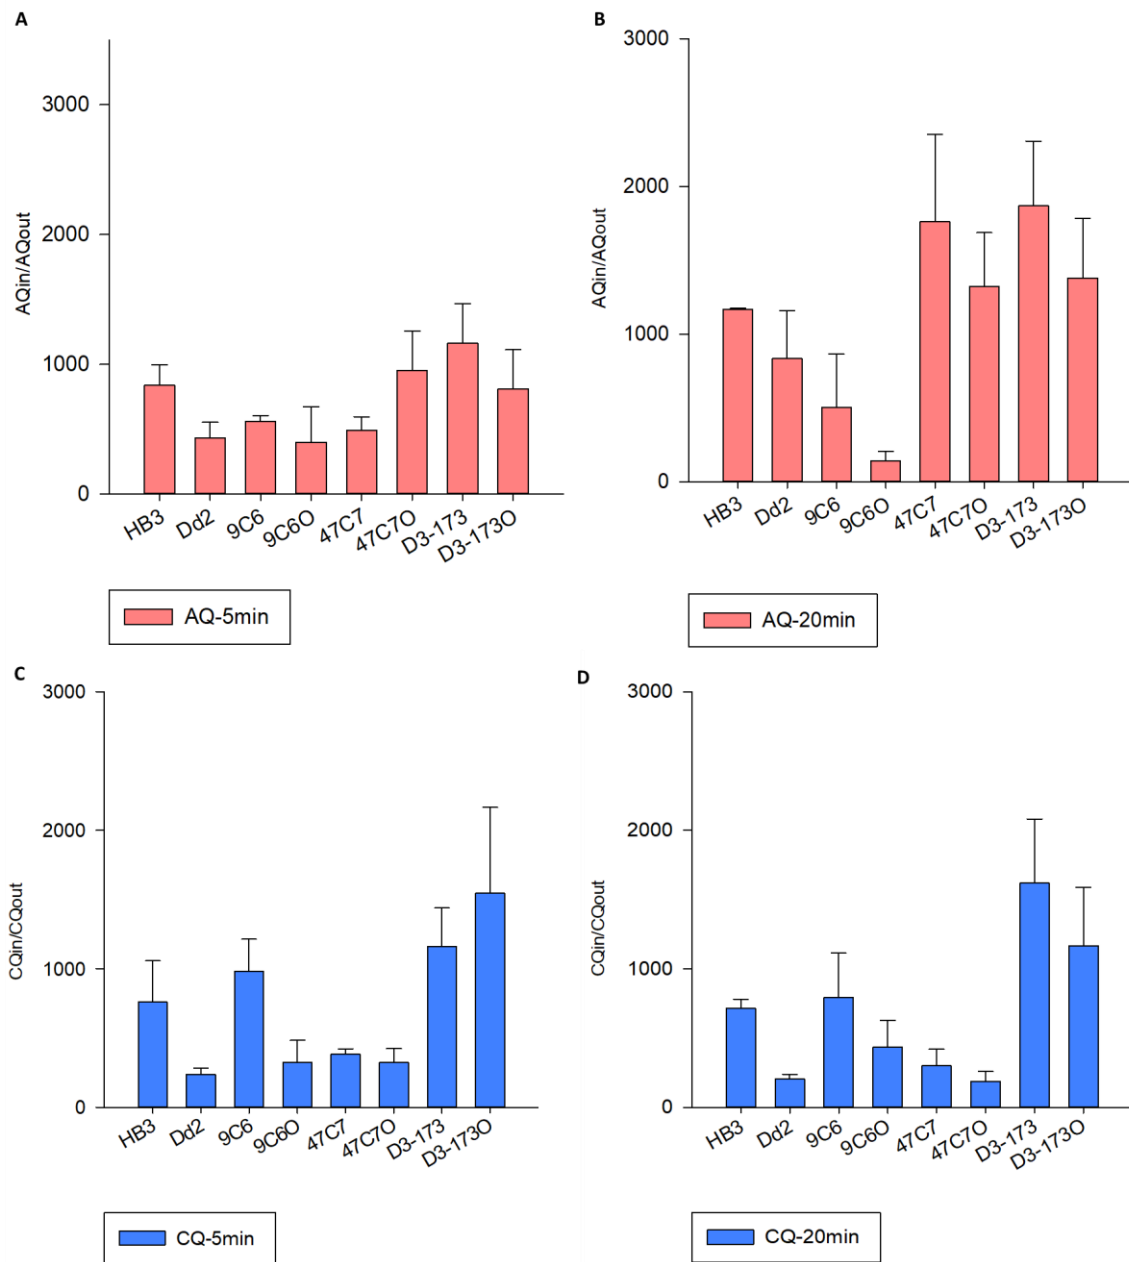 A
3000
2000
1000
0
AQin/AQout
HB3
Dd2
9C6
9C6O
47C7
47C7O
D3-173
D3-173O
AQ-5min
B
3000
2000
1000
0
AQin/AQout
HB3
Dd2
9C6
9C6O
47C7
47C7O
D3-173
D3-173O
AQ-20min
C
3000
2000
1000
0
CQin/CQout
HB3
Dd2
9C6
9C6O
47C7
47C7O
D3-173
D3-173O
CQ-5min
D
3000
2000
1000
0
CQin/CQout
HB3
Dd2
9C6
9C6O
47C7
47C7O
D3-173
D3-173O
CQ-20min